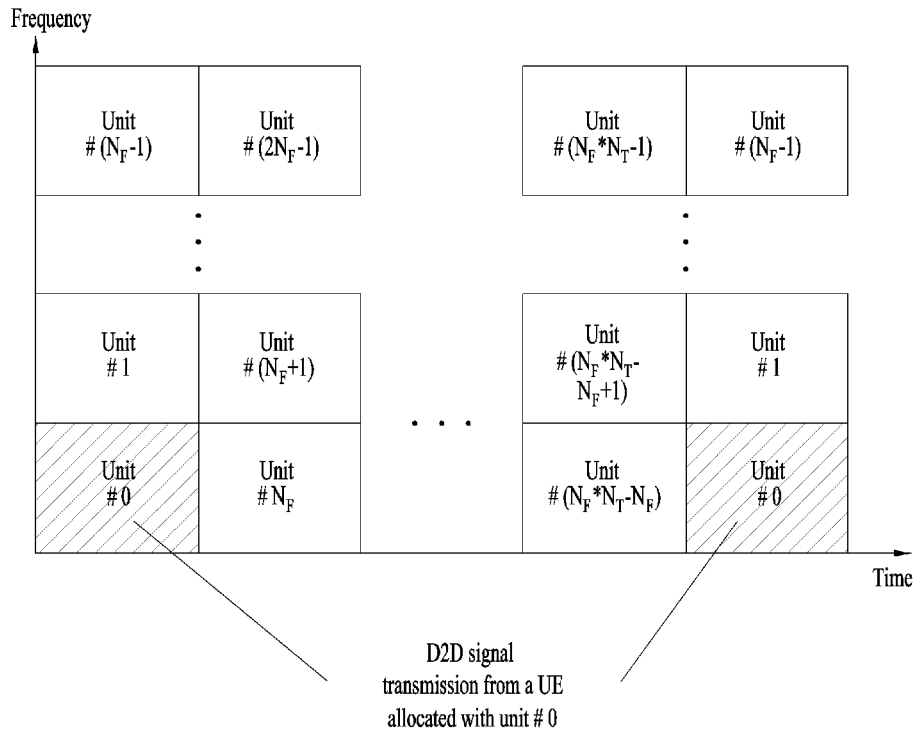 Frequency
Unit
# (N_F-1)
Unit
# (2N_F-1)
Unit
# (N_F*N_T-1)
Unit
# (N_F-1)
Unit
# 1
Unit
# (N_F+1)
Unit
# (N_F*N_T-
N_F+1)
Unit
# 1
Unit
# 0
Unit
# N_F
Unit
# (N_F*N_T-N_F)
Unit
# 0
Time
D2D signal
transmission from a UE
allocated with unit # 0